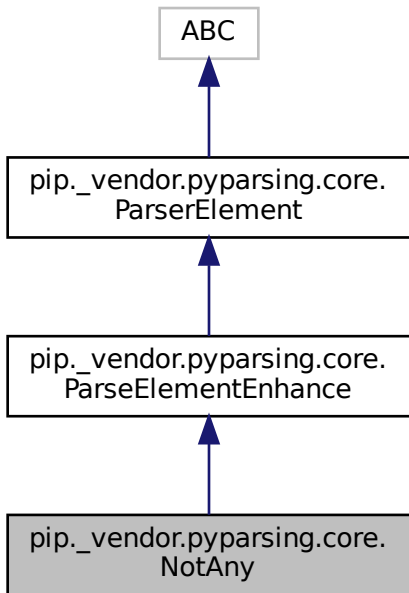 ABC
pip._vendor.pyparsing.core.
ParserElement
pip._vendor.pyparsing.core.
ParseElementEnhance
pip._vendor.pyparsing.core.
NotAny